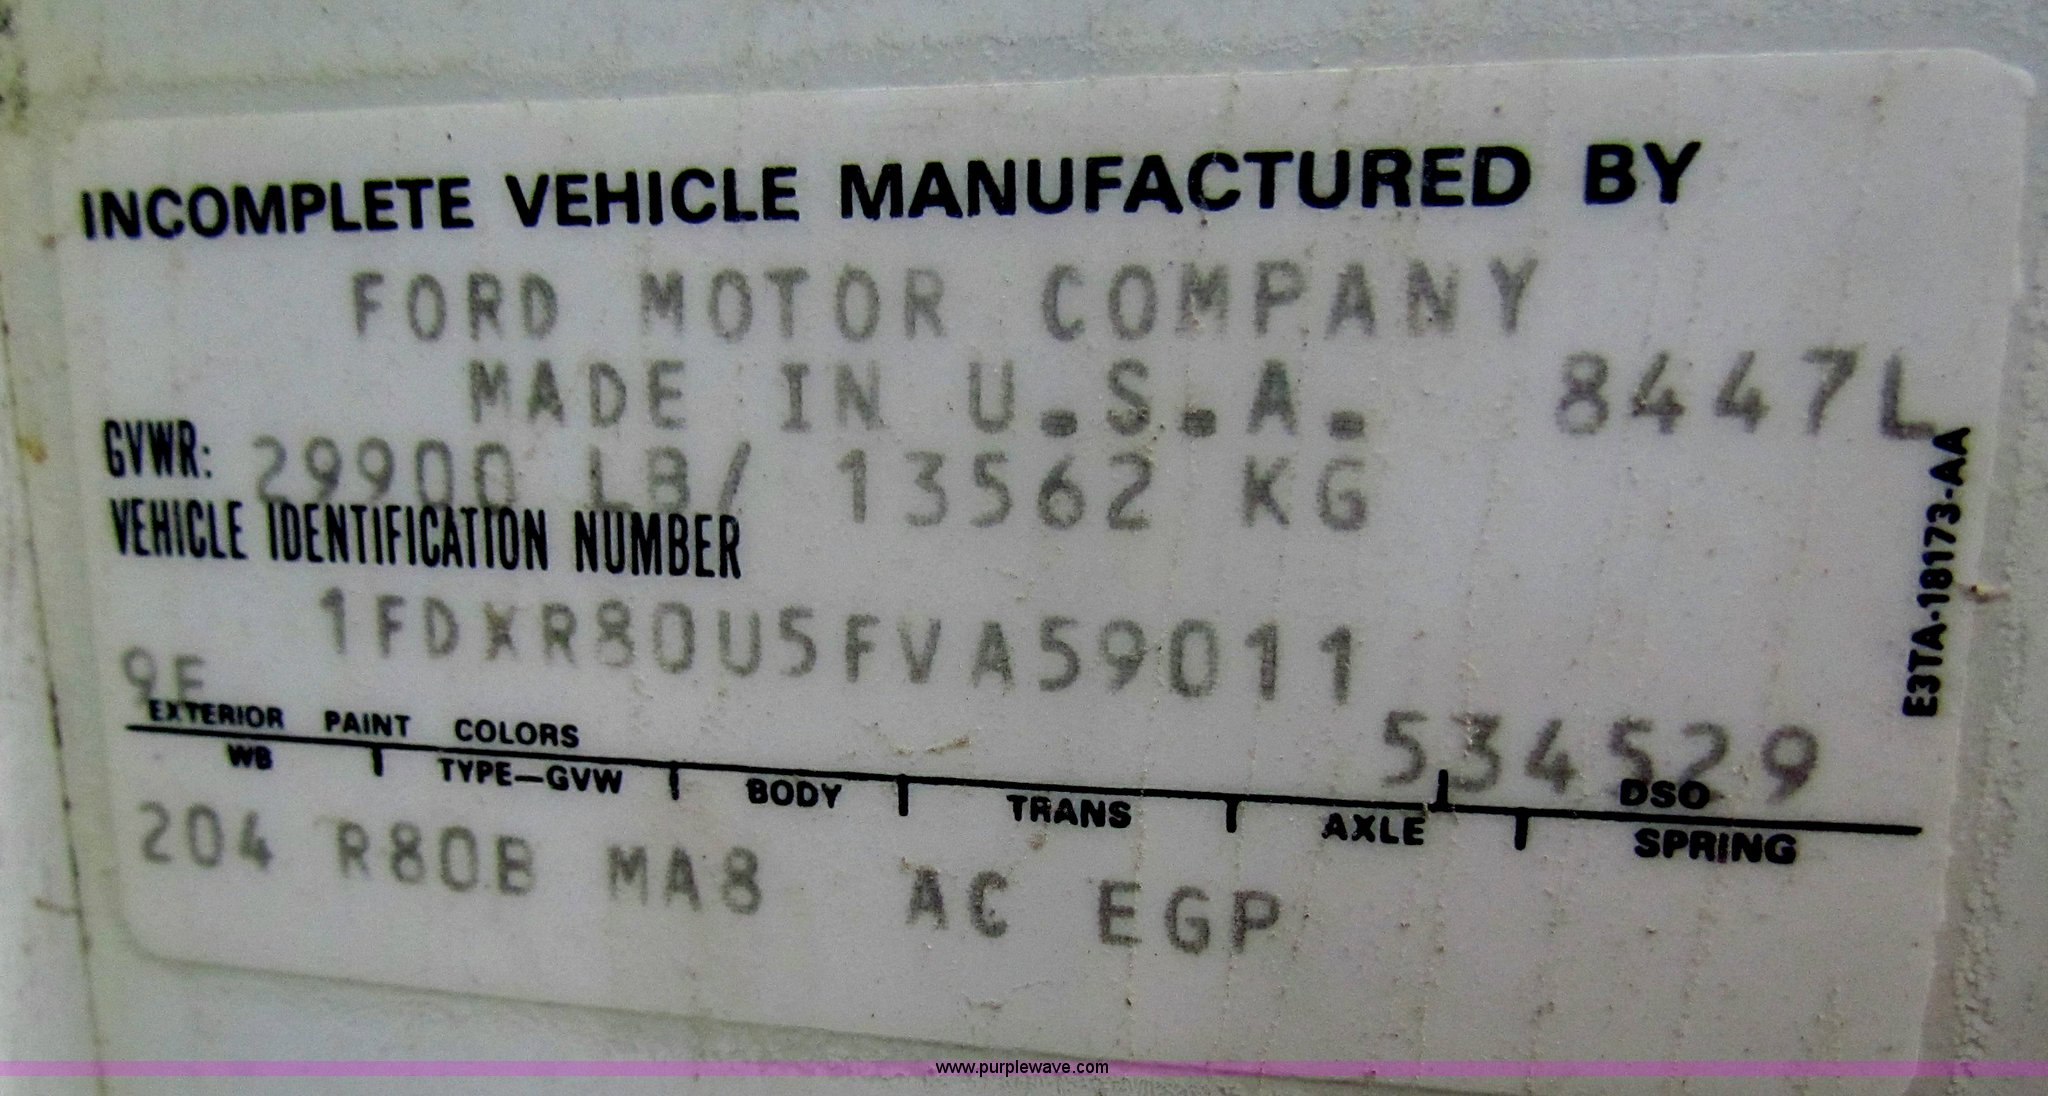 INCOMPLETE VEHICLE MANUFACTURED BY
FORD MOTOR COMPANY
MADE IN U.S.A. 8447L
GVWR: 29900 LB/ 13562 KG
VEHICLE IDENTIFICATION NUMBER
1FDXR80U5FVA59011
9E
EXTERIOR PAINT COLORS
534529
DSO
WB TYPE—GVW BODY TRANS AXLE SPRING
204 R80B MA8 AC EGP
E3TA-18173-AA
www.purplewave.com